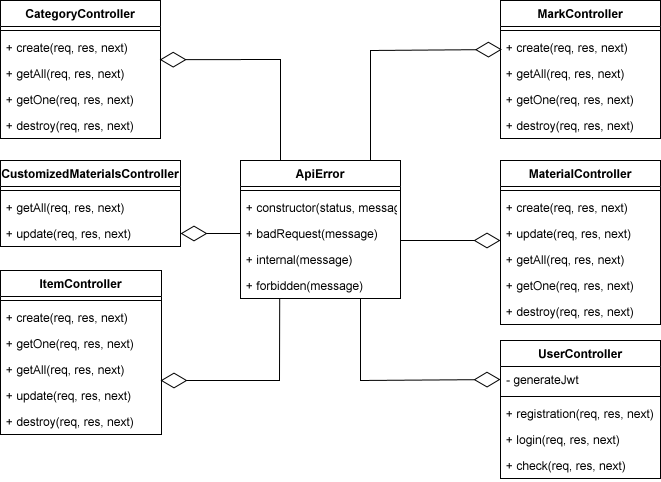 CategoryController
+ create(req, res, next)
+ getAll(req, res, next)
+ getOne(req, res, next)
+ destroy(req, res, next)
CustomizedMaterialsController
+ getAll(req, res, next)
+ update(req, res, next)
ItemController
+ create(req, res, next)
+ getOne(req, res, next)
+ getAll(req, res, next)
+ update(req, res, next)
+ destroy(req, res, next)
ApiError
+ constructor(status, messag
+ badRequest(message)
+ internal(message)
+ forbidden(message)
MarkController
+ create(req, res, next)
+ getAll(req, res, next)
+ getOne(req, res, next)
+ destroy(req, res, next)
MaterialController
+ create(req, res, next)
+ update(req, res, next)
+ getAll(req, res, next)
+ getOne(req, res, next)
+ destroy(req, res, next)
UserController
- generateJwt
+ registration(req, res, next)
+ login(req, res, next)
+ check(req, res, next)